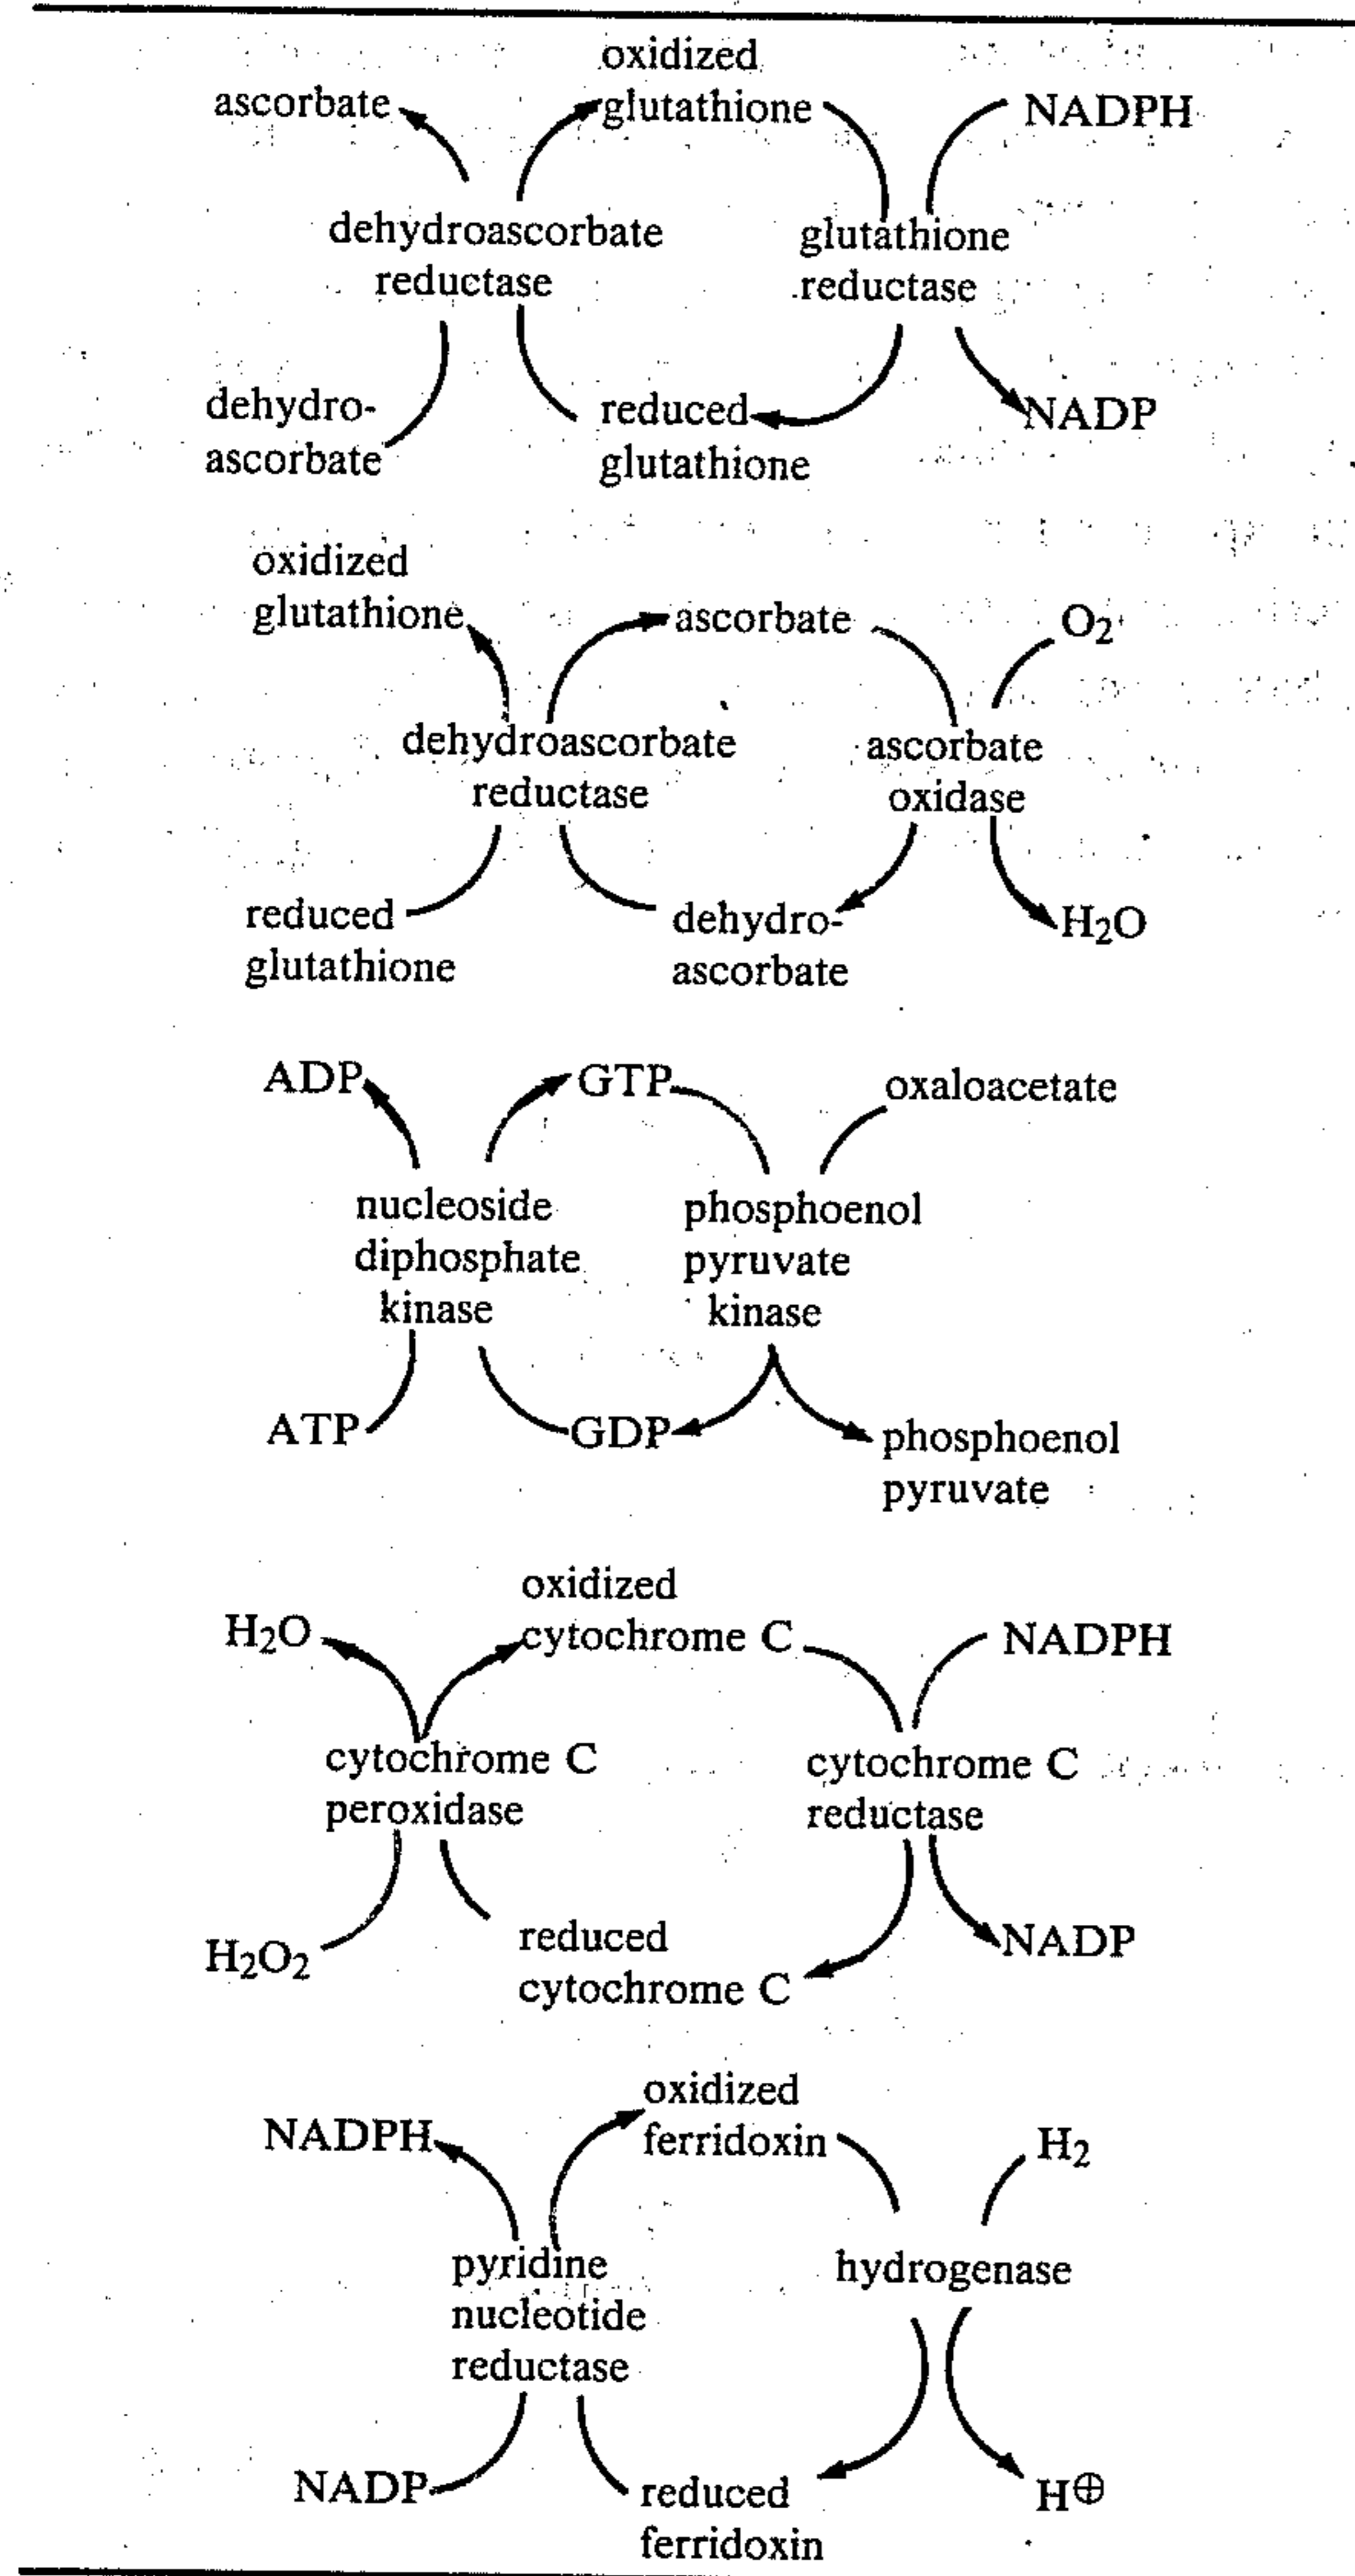 oxidized
ascorbate glutathione NADPH
dehydroascorbate glutathione
reductase reductase
dehydro- reduced NADP
ascorbate glutathione
oxidized
glutathione ascorbate O2
dehydroascorbate ascorbate
reductase oxidase
reduced dehydro- H2O
glutathione ascorbate
ADP GTP oxaloacetate
nucleoside phosphoenol
diphosphate pyruvate
kinase kinase
ATP GDP phosphoenol
pyruvate
oxidized
H2O cytochrome C NADPH
cytochrome C cytochrome C
peroxidase reductase
H2O2 reduced NADP
cytochrome C
oxidized
NADPH ferridoxin H2
pyridine hydrogenase
nucleotide
reductase
NADP reduced H⊕
ferridoxin